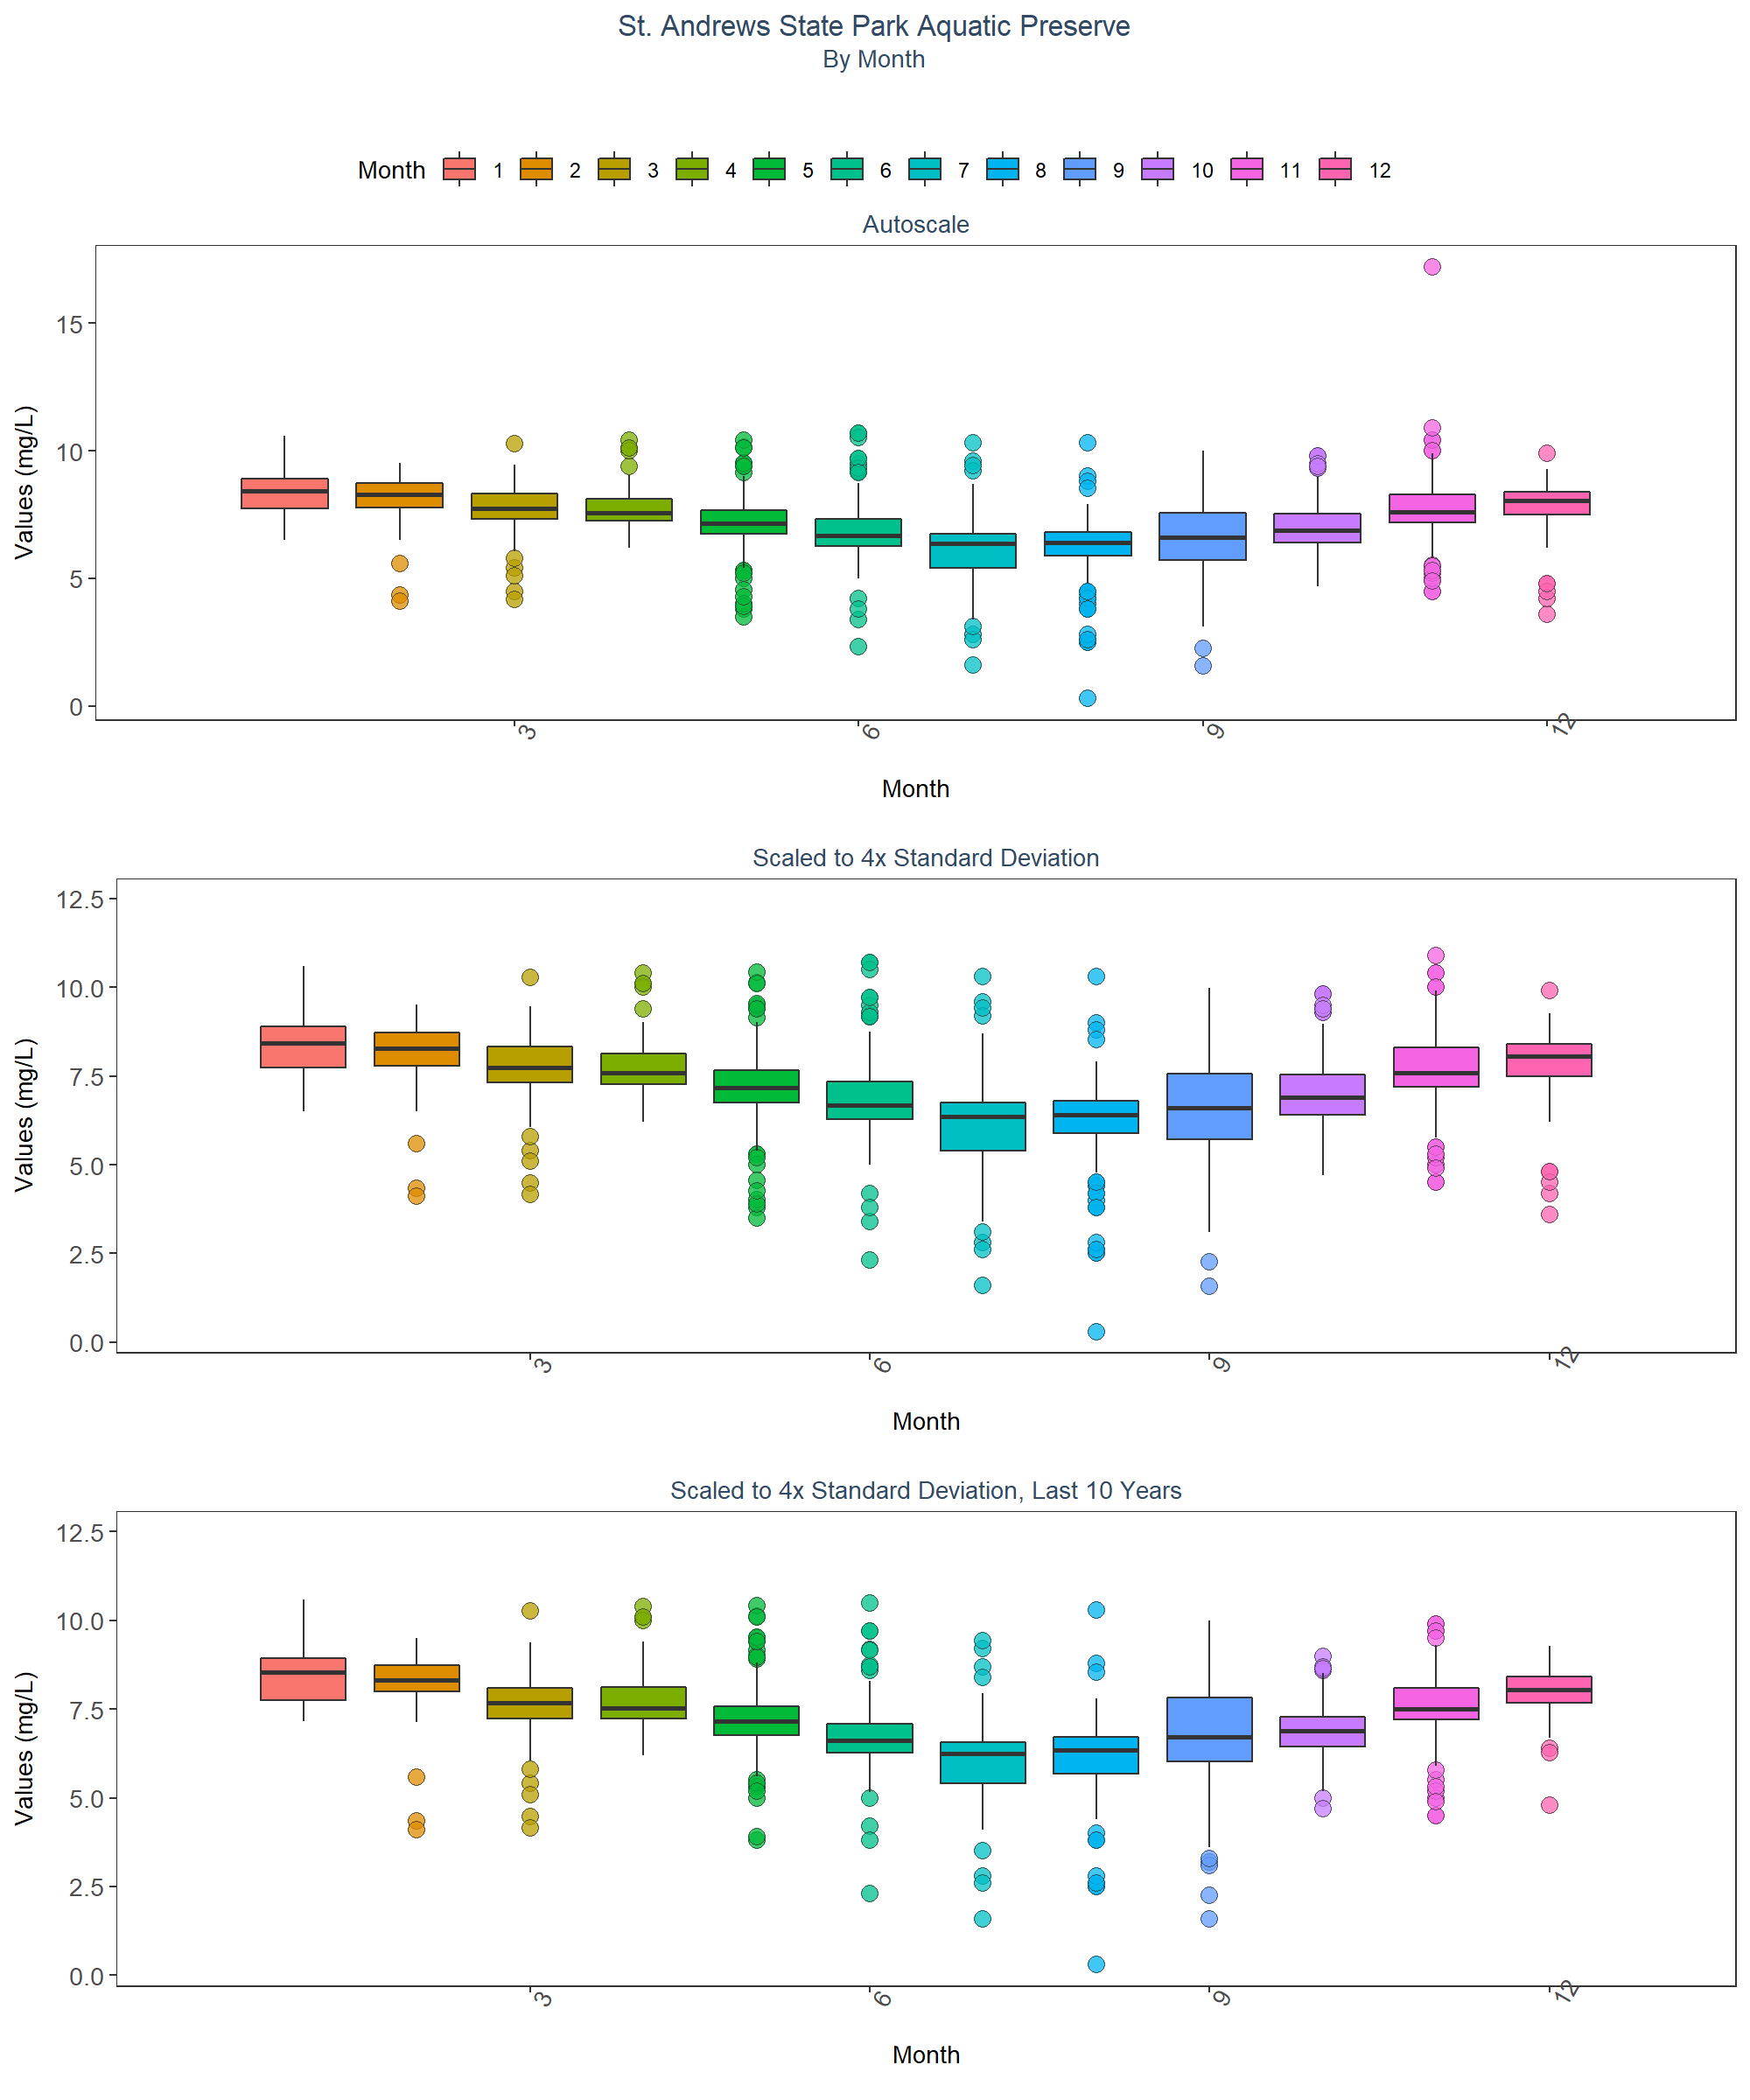 St. Andrews State Park Aquatic Preserve
By Month
Month 1 2 3 4 5 6 7 8 9 10 11 12
Autoscale
Values (mg/L)
15
10
5
0
3 6 9 12
Month
Scaled to 4x Standard Deviation
Values (mg/L)
12.5
10.0
7.5
5.0
2.5
0.0
3 6 9 12
Month
Scaled to 4x Standard Deviation, Last 10 Years
Values (mg/L)
12.5
10.0
7.5
5.0
2.5
0.0
3 6 9 12
Month